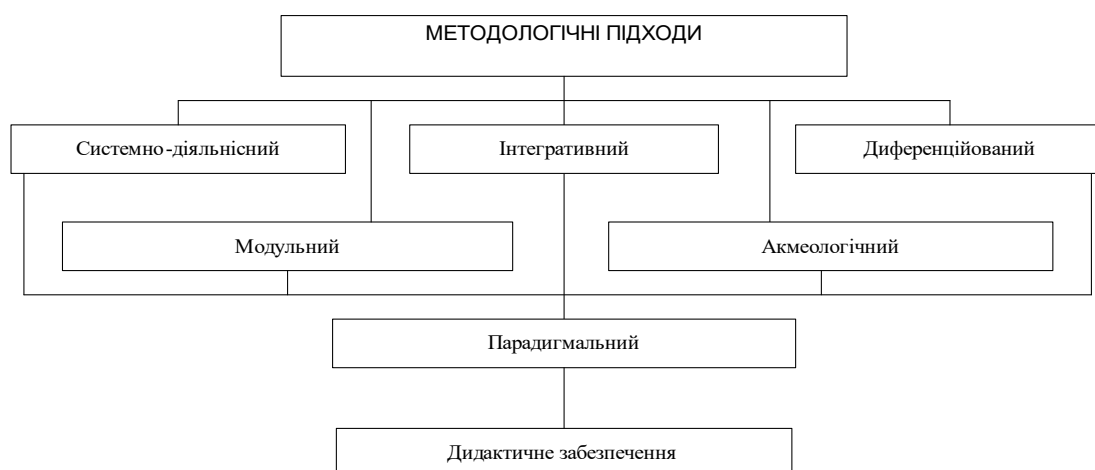 МЕТОДОЛОГІЧНІ ПІДХОДИ
Системно-діяльнісний
Інтегративний
Диференційований
Модульний
Акмеологічний
Парадигмальний
Дидактичне забезпечення